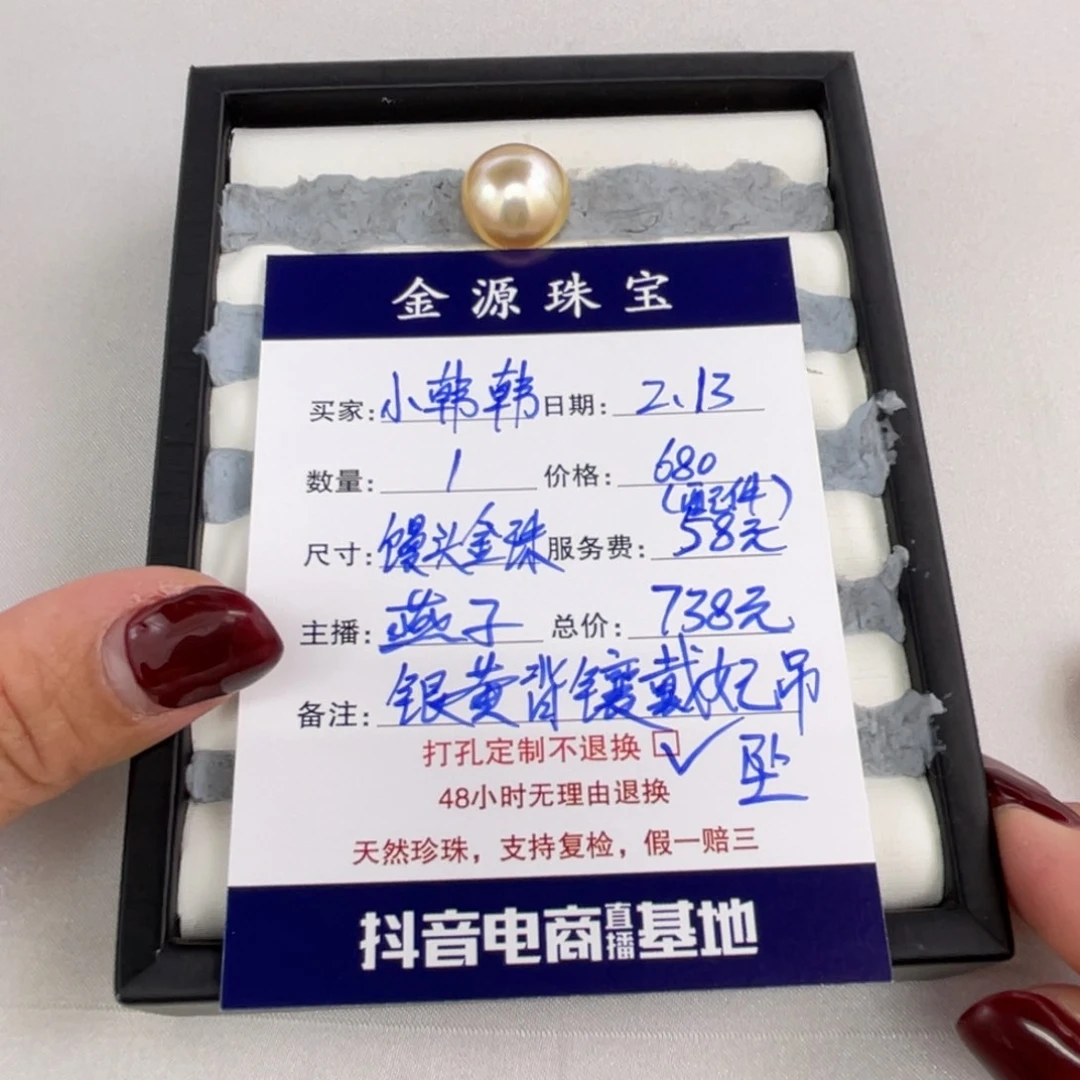 金源珠宝
买家:小韩韩 日期:2.13
数量:1 价格:680
(配件)
尺寸:馒头金珠 服务费:58元
主播:燕子 总价:738元
备注:银黄背镶戴妃吊
打孔定制不退换☑ 坠
48小时无理由退换
天然珍珠，支持复检，假一赔三
抖音电商直播基地